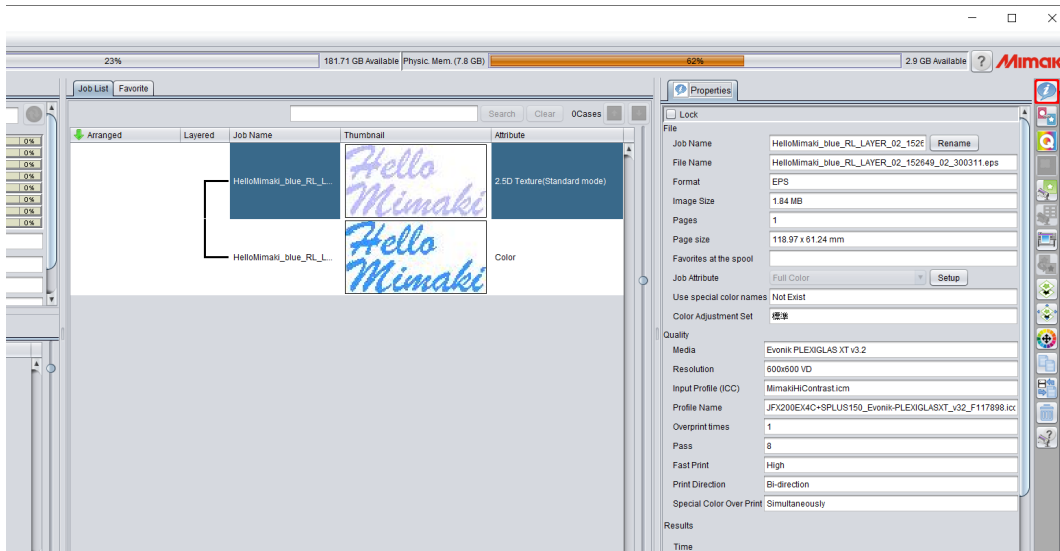 23%
181.71 GB Available
Physic. Mem. (7.8 GB)
62%
2.9 GB Available
?
Mimak
Job List
Favorite
Search
Clear
0Cases
Arranged
Layered
Job Name
Thumbnail
Attribute
HelloMimaki_blue_RL_L...
Hello
Mimaki
2.5D Texture(Standard mode)
HelloMimaki_blue_RL_L...
Hello
Mimaki
Color
0%
0%
0%
0%
0%
0%
0%
0%
Properties
Lock
File
Job Name HelloMimaki_blue_RL_LAYER_02_1526 Rename
File Name HelloMimaki_blue_RL_LAYER_02_152649_02_300311.eps
Format EPS
Image Size 1.84 MB
Pages 1
Page size 118.97 x 61.24 mm
Favorites at the spool
Job Attribute Full Color Setup
Use special color names Not Exist
Color Adjustment Set 標準
Quality
Media Evonik PLEXIGLAS XT v3.2
Resolution 600x600 VD
Input Profile (ICC) MimakiHiContrast.icm
Profile Name JFX200EX4C+SPLUS150_Evonik-PLEXIGLASXT_v32_F117898.icc
Overprint times 1
Pass 8
Fast Print High
Print Direction Bi-direction
Special Color Over Print Simultaneously
Results
Time